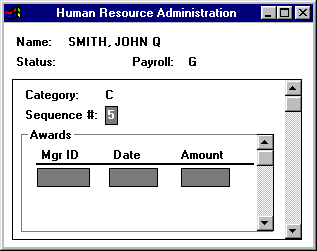 Human Resource Administration
Name: SMITH, JOHN Q
Status: Payroll: G
Category: C
Sequence #: 5
Awards
Mgr ID Date Amount